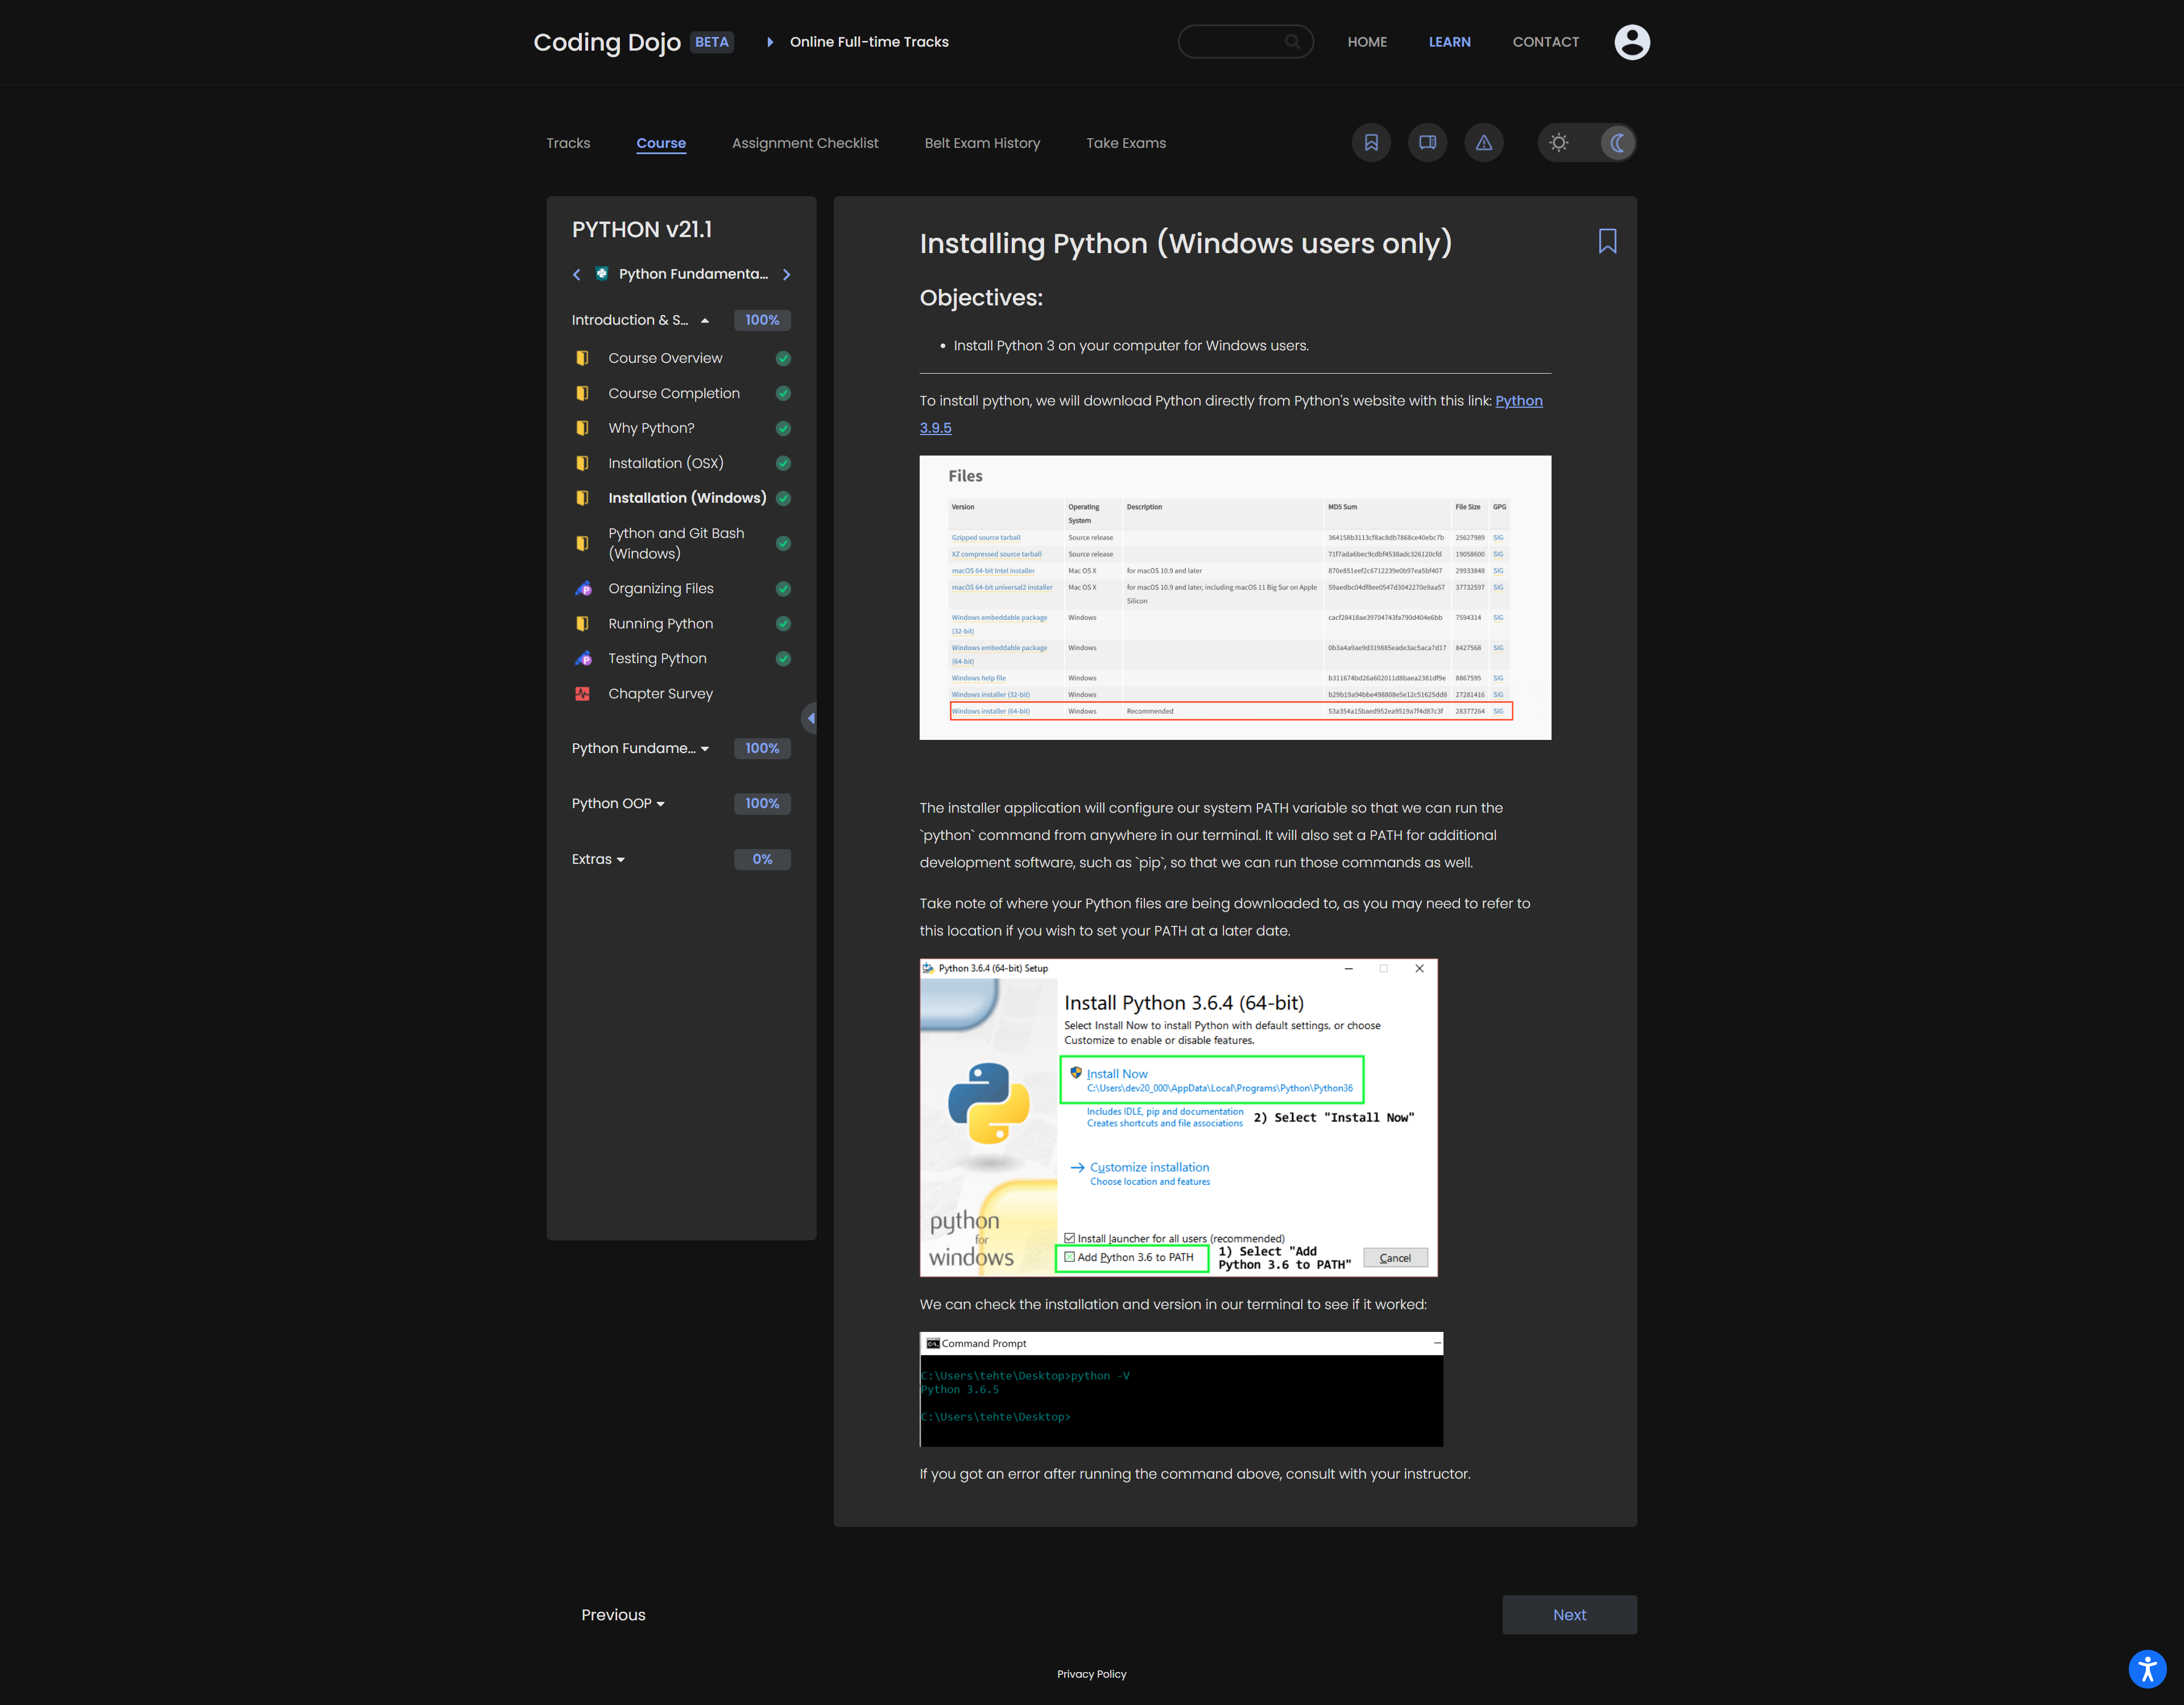 Coding Dojo BETA Online Full-time Tracks HOME LEARN CONTACT
Tracks Course Assignment Checklist Belt Exam History Take Exams
PYTHON v21.1
Python Fundamenta...
Introduction & S... 100%
Course Overview
Course Completion
Why Python?
Installation (OSX)
Installation (Windows)
Python and Git Bash
(Windows)
Organizing Files
Running Python
Testing Python
Chapter Survey
Python Fundame... 100%
Python OOP 100%
Extras 0%
Installing Python (Windows users only)
Objectives:
• Install Python 3 on your computer for Windows users.
To install python, we will download Python directly from Python's website with this link: Python
3.9.5
Files
Version Operating System Description MD5 Sum File Size GPG
Gzipped source tarball Source release 364158b3113cf8ac8db7868ce40ebc7b 25627989 SIG
XZ compressed source tarball Source release 71f7ada6bec9cdbf4538adc326120cfd 19058600 SIG
macOS 64-bit Intel installer Mac OS X for macOS 10.9 and later 870e851eef2c6712239e0b97ea5bf407 29933848 SIG
macOS 64-bit universal2 installer Mac OS X for macOS 10.9 and later, including macOS 11 Big Sur on Apple Silicon 59aedbc04df8ee0547d3042270e9aa57 37732597 SIG
Windows embeddable package (32-bit) Windows cacf28418ae39704743fa790d404e6bb 7594314 SIG
Windows embeddable package (64-bit) Windows 0b3a4a9ae9d319885eade3ac5aca7d17 8427568 SIG
Windows help file Windows b311674bd26a602011d8baea2381df9e 8867595 SIG
Windows installer (32-bit) Windows b29b19a94bbe498808e5e12c51625dd8 27281416 SIG
Windows installer (64-bit) Windows Recommended 53a354a15baed952ea9519a7f4d87c3f 28377264 SIG
The installer application will configure our system PATH variable so that we can run the
`python` command from anywhere in our terminal. It will also set a PATH for additional
development software, such as `pip`, so that we can run those commands as well.
Take note of where your Python files are being downloaded to, as you may need to refer to
this location if you wish to set your PATH at a later date.
Python 3.6.4 (64-bit) Setup
Install Python 3.6.4 (64-bit)
Select Install Now to install Python with default settings, or choose
Customize to enable or disable features.
Install Now
C:\Users\dev20_000\AppData\Local\Programs\Python\Python36
Includes IDLE, pip and documentation
Creates shortcuts and file associations
2) Select "Install Now"
Customize installation
Choose location and features
python
for
windows
Install launcher for all users (recommended)
Add Python 3.6 to PATH
1) Select "Add
Python 3.6 to PATH"
Cancel
We can check the installation and version in our terminal to see if it worked:
Command Prompt
C:\Users\tehte\Desktop>python -V
Python 3.6.5
C:\Users\tehte\Desktop>
If you got an error after running the command above, consult with your instructor.
Previous Next
Privacy Policy